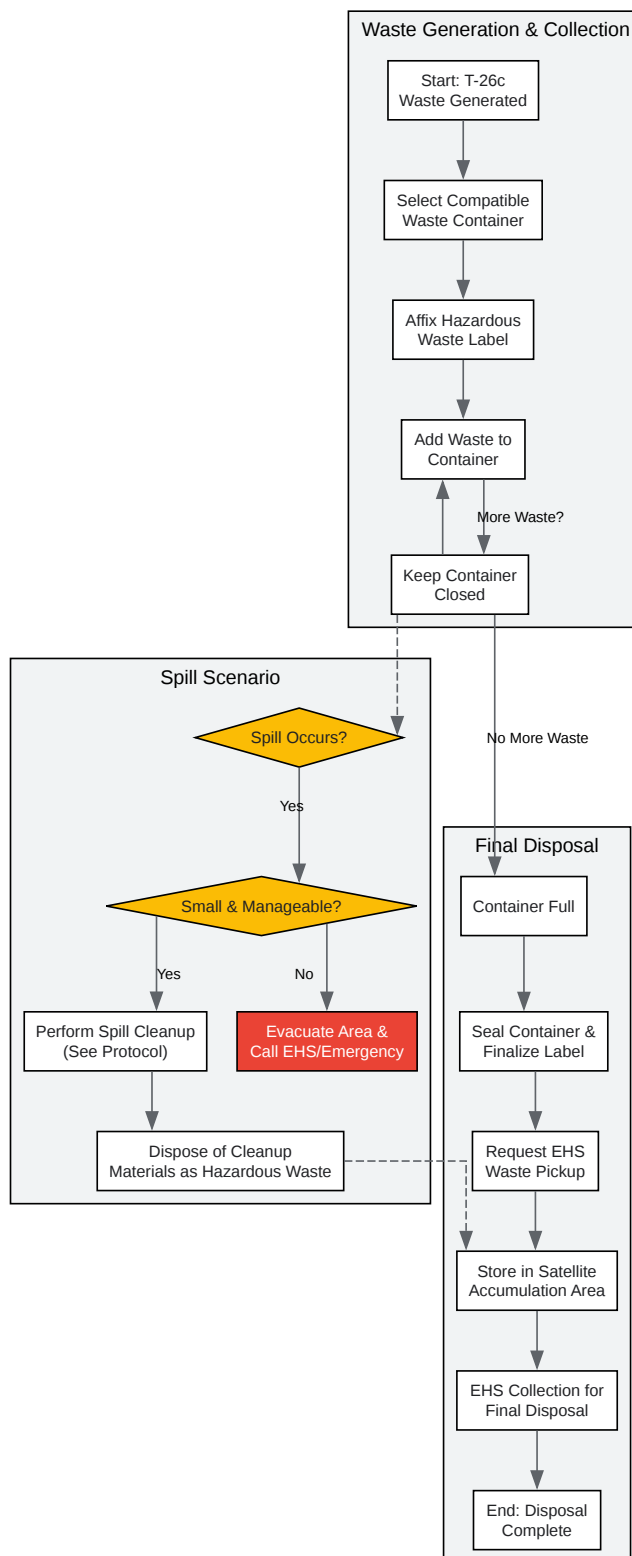 Waste Generation & Collection
Start: T-26c
Waste Generated
Select Compatible
Waste Container
Affix Hazardous
Waste Label
Add Waste to
Container
More Waste?
Keep Container
Closed
Spill Scenario
Spill Occurs?
No More Waste
Yes
Final Disposal
Small & Manageable?
Container Full
Yes
No
Perform Spill Cleanup
(See Protocol)
Evacuate Area &
Call EHS/Emergency
Seal Container &
Finalize Label
Dispose of Cleanup
Materials as Hazardous Waste
Request EHS
Waste Pickup
Store in Satellite
Accumulation Area
EHS Collection for
Final Disposal
End: Disposal
Complete